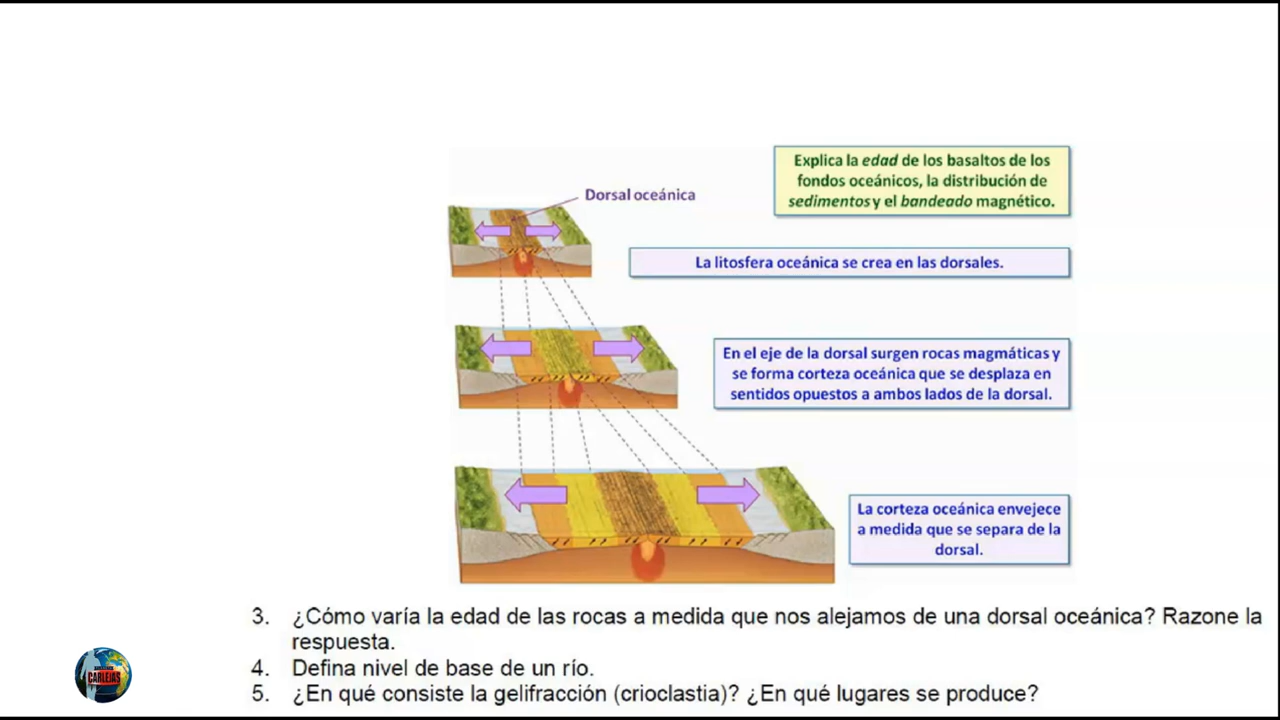 Explica la edad de los basaltos de los
fondos oceánicos, la distribución de
sedimentos y el bandeado magnético.
Dorsal oceánica
La litosfera oceánica se crea en las dorsales.
En el eje de la dorsal surgen rocas magmáticas y
se forma corteza oceánica que se desplaza en
sentidos opuestos a ambos lados de la dorsal.
La corteza oceánica envejece
a medida que se separa de la
dorsal.
3. ¿Cómo varía la edad de las rocas a medida que nos alejamos de una dorsal oceánica? Razone la
respuesta.
4. Defina nivel de base de un río.
5. ¿En qué consiste la gelifracción (crioclastia)? ¿En qué lugares se produce?
CARLEJAS